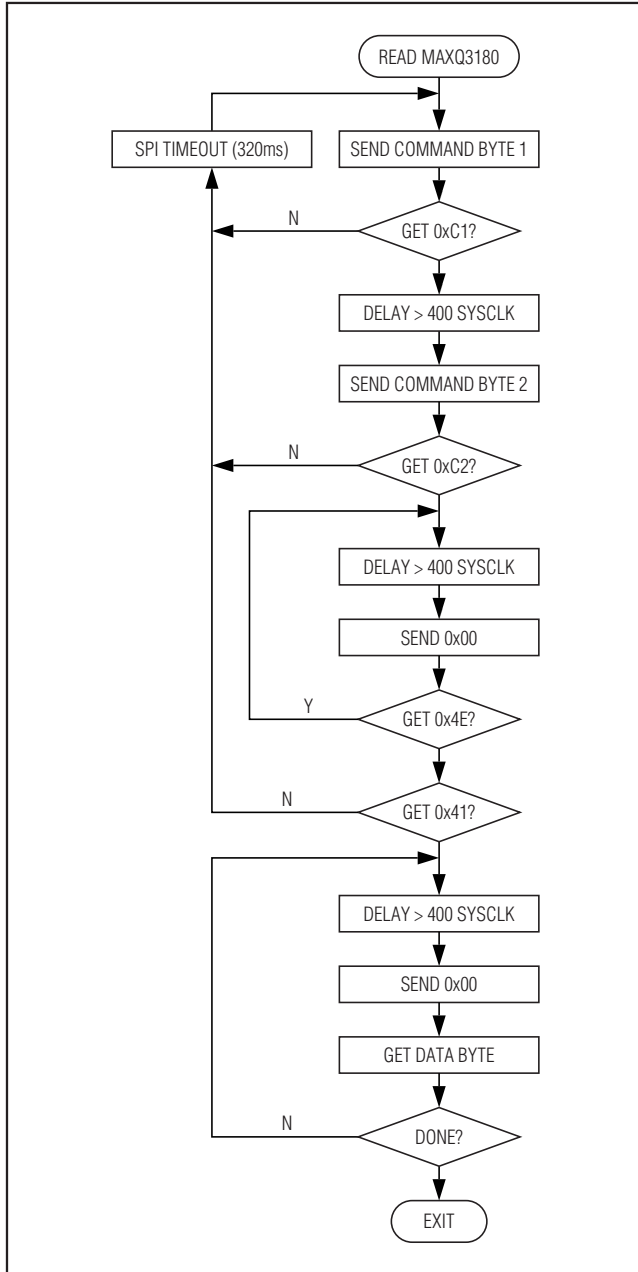 READ MAXQ3180
SPI TIMEOUT (320ms)
SEND COMMAND BYTE 1
N
GET 0xC1?
DELAY > 400 SYSCLK
SEND COMMAND BYTE 2
N
GET 0xC2?
DELAY > 400 SYSCLK
SEND 0x00
Y
GET 0x4E?
N
GET 0x41?
DELAY > 400 SYSCLK
SEND 0x00
GET DATA BYTE
N
DONE?
EXIT